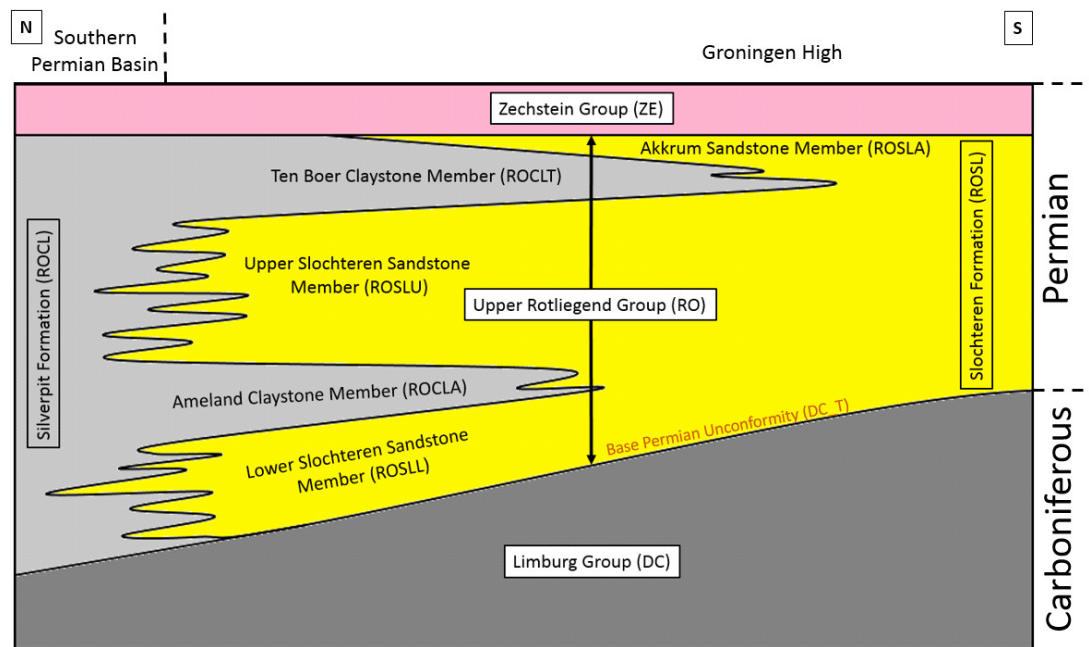 N
Southern
Permian Basin
Groningen High
S
Zechstein Group (ZE)
Akkrum Sandstone Member (ROSLA)
Ten Boer Claystone Member (ROCLT)
Upper Slochteren Sandstone
Member (ROSLU)
Upper Rotliegend Group (RO)
Silverpit Formation (ROCL)
Slochteren Formation (ROSL)
Ameland Claystone Member (ROCLA)
Base Permian Unconformity (DC_T)
Lower Slochteren Sandstone
Member (ROSLL)
Limburg Group (DC)
Permian
Carboniferous